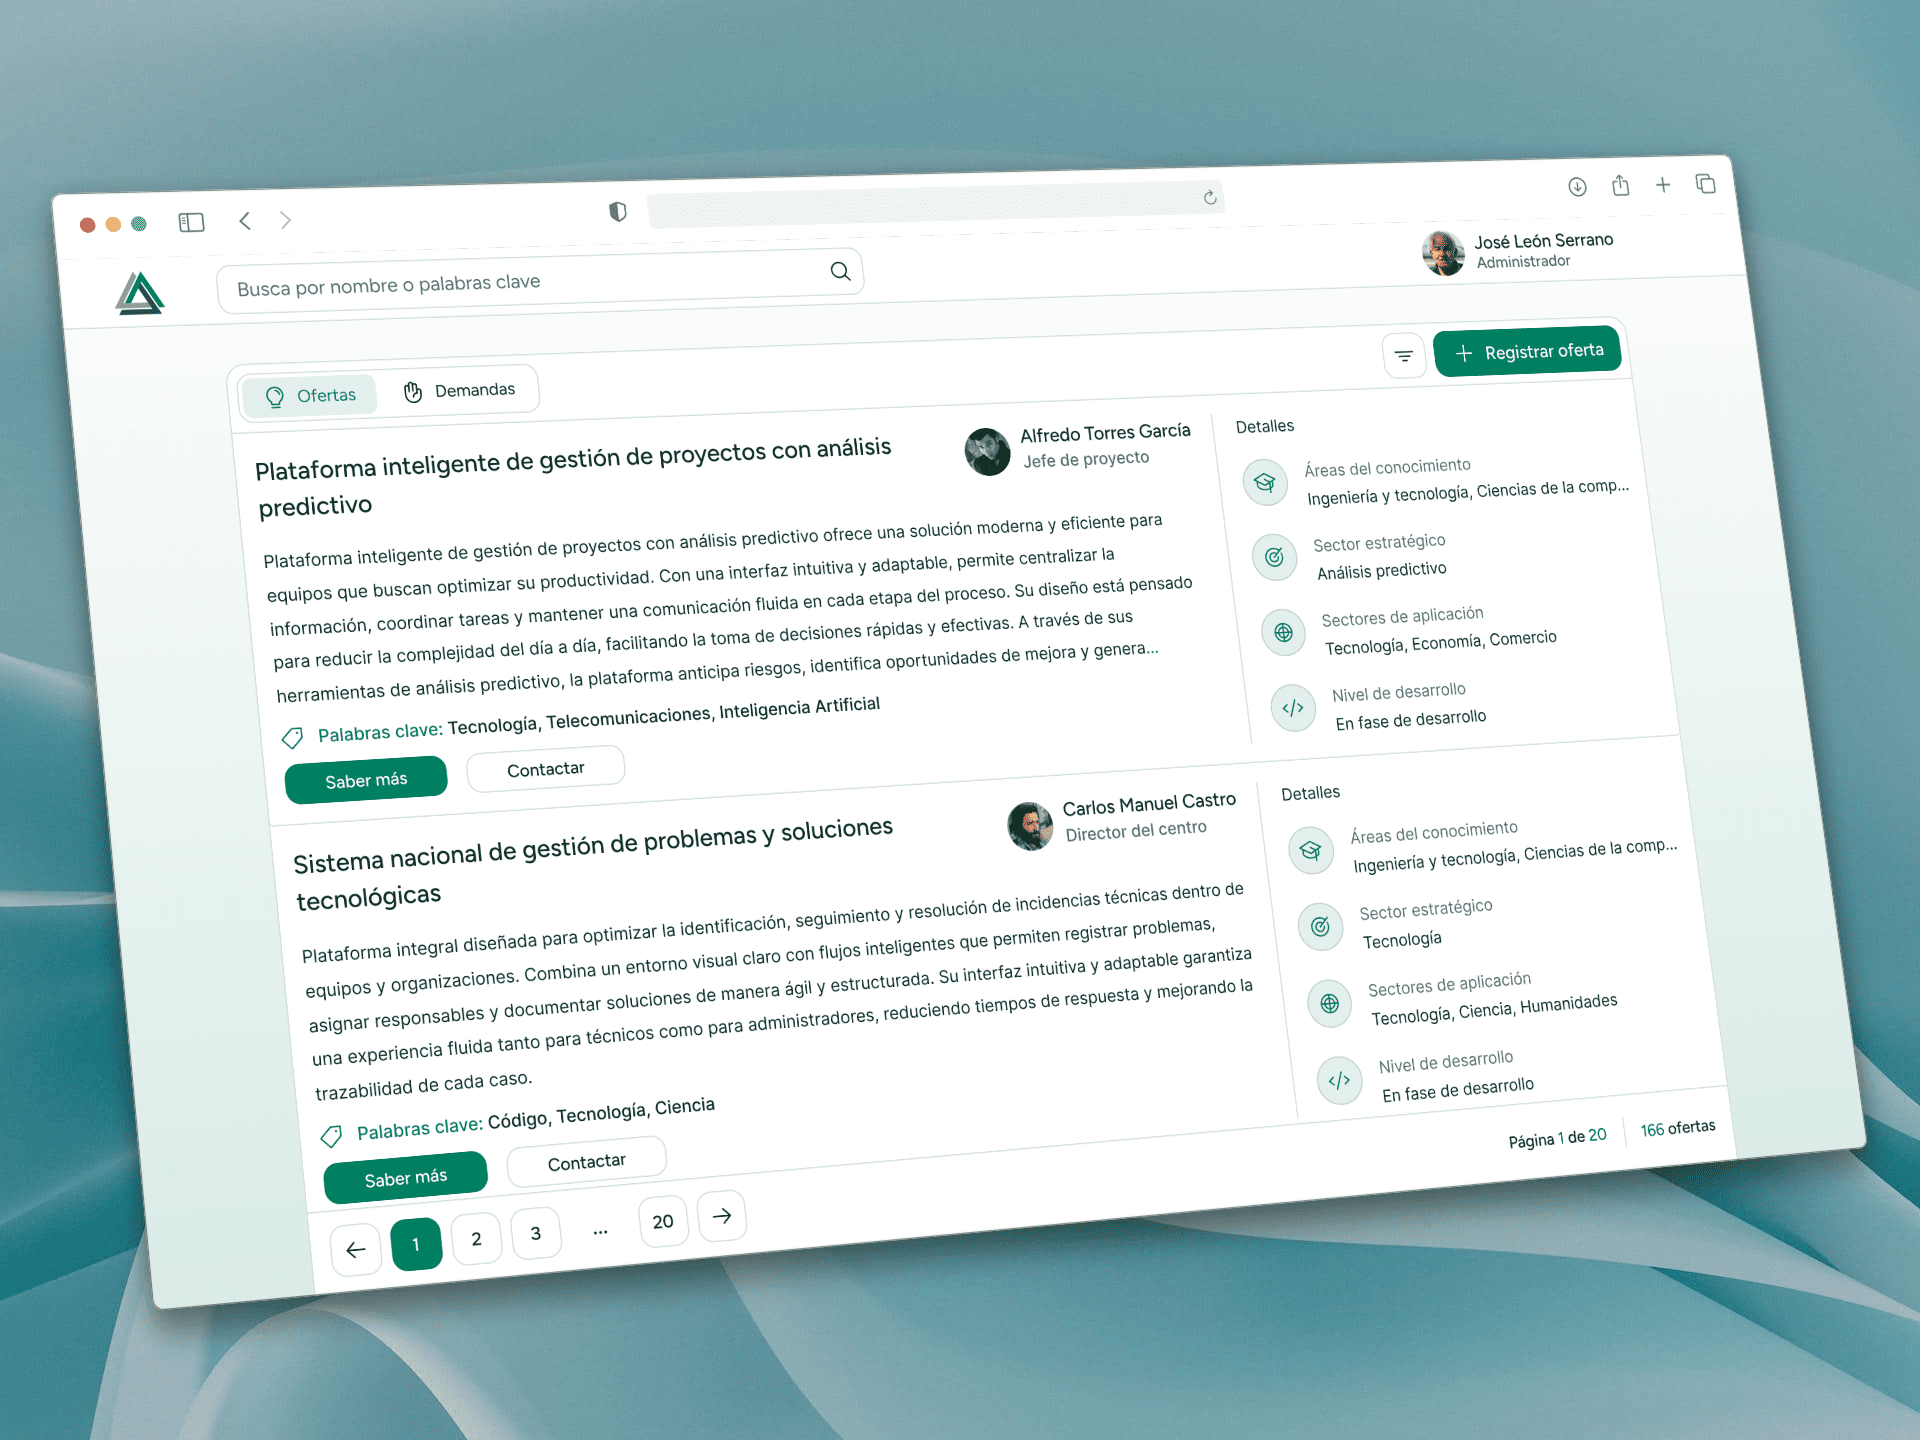 Busca por nombre o palabras clave
José León Serrano
Administrador
Ofertas
Demandas
Registrar oferta
Plataforma inteligente de gestión de proyectos con análisis
predictivo
Alfredo Torres García
Jefe de proyecto
Plataforma inteligente de gestión de proyectos con análisis predictivo ofrece una solución moderna y eficiente para
equipos que buscan optimizar su productividad. Con una interfaz intuitiva y adaptable, permite centralizar la
información, coordinar tareas y mantener una comunicación fluida en cada etapa del proceso. Su diseño está pensado
para reducir la complejidad del día a día, facilitando la toma de decisiones rápidas y efectivas. A través de sus
herramientas de análisis predictivo, la plataforma anticipa riesgos, identifica oportunidades de mejora y genera...
Palabras clave: Tecnología, Telecomunicaciones, Inteligencia Artificial
Saber más
Contactar
Detalles
Áreas del conocimiento
Ingeniería y tecnología, Ciencias de la comp...
Sector estratégico
Análisis predictivo
Sectores de aplicación
Tecnología, Economía, Comercio
Nivel de desarrollo
En fase de desarrollo
Sistema nacional de gestión de problemas y soluciones
tecnológicas
Carlos Manuel Castro
Director del centro
Plataforma integral diseñada para optimizar la identificación, seguimiento y resolución de incidencias técnicas dentro de
equipos y organizaciones. Combina un entorno visual claro con flujos inteligentes que permiten registrar problemas,
asignar responsables y documentar soluciones de manera ágil y estructurada. Su interfaz intuitiva y adaptable garantiza
una experiencia fluida tanto para técnicos como para administradores, reduciendo tiempos de respuesta y mejorando la
trazabilidad de cada caso.
Palabras clave: Código, Tecnología, Ciencia
Saber más
Contactar
Detalles
Áreas del conocimiento
Ingeniería y tecnología, Ciencias de la comp...
Sector estratégico
Tecnología
Sectores de aplicación
Tecnología, Ciencia, Humanidades
Nivel de desarrollo
En fase de desarrollo
1
2
3
...
20
Página 1 de 20
166 ofertas